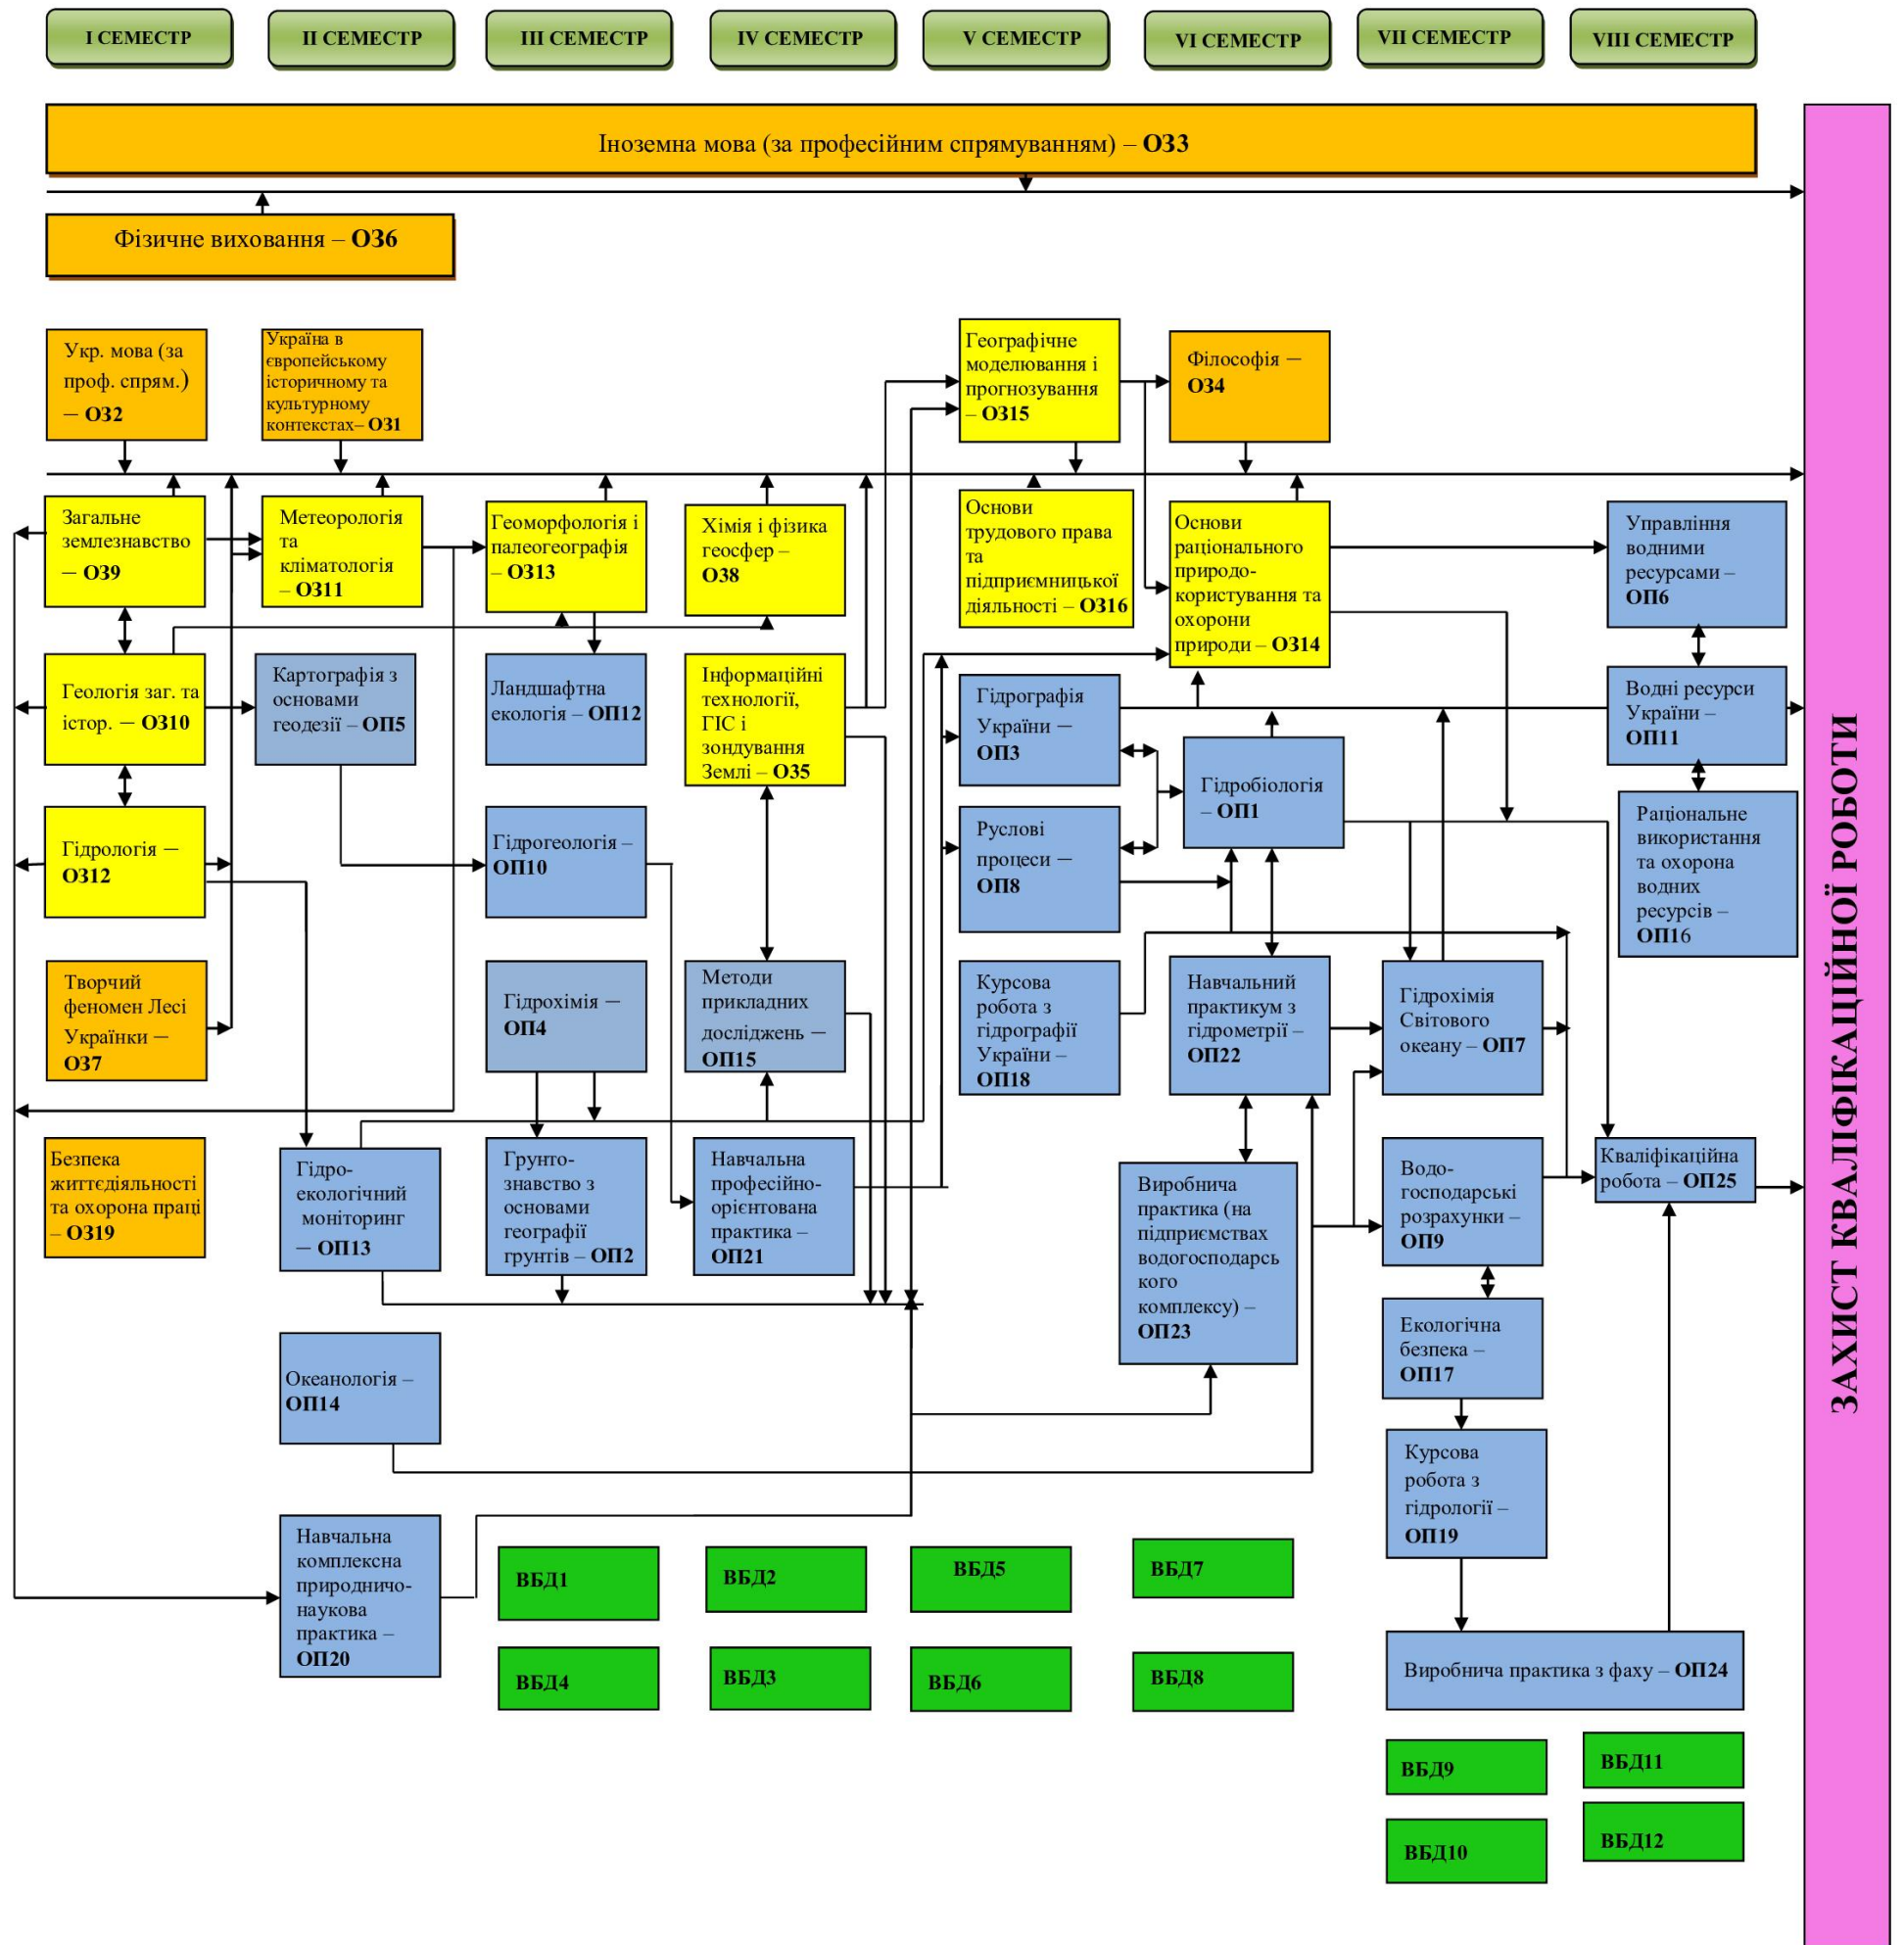 І СЕМЕСТР
ІІ СЕМЕСТР
ІІІ СЕМЕСТР
ІV СЕМЕСТР
V СЕМЕСТР
VІ СЕМЕСТР
VІІ СЕМЕСТР
VІІІ СЕМЕСТР
Іноземна мова (за професійним спрямуванням) – ОЗ3
Фізичне виховання – ОЗ6
Укр. мова (за
проф. спрям.)
— ОЗ2
Україна в
європейському
історичному та
культурному
контекстах– ОЗ1
Географічне
моделювання і
прогнозування
– ОЗ15
Філософія —
ОЗ4
Загальне
землезнавство
— ОЗ9
Метеорологія
та
кліматологія
– ОЗ11
Геоморфологія і
палеогеографія
– ОЗ13
Хімія і фізика
геосфер –
ОЗ8
Основи
трудового права
та
підприємницької
діяльності – ОЗ16
Основи
раціонального
природо-
користування та
охорони
природи – ОЗ14
Управління
водними
ресурсами –
ОП6
Геологія заг. та
істор. — ОЗ10
Картографія з
основами
геодезії – ОП5
Ландшафтна
екологія – ОП12
Інформаційні
технології,
ГІС і
зондування
Землі – ОЗ5
Гідрографія
України —
ОП3
Гідробіологія
– ОП1
Водні ресурси
України –
ОП11
Гідрологія —
ОЗ12
Гідрогеологія –
ОП10
Руслові
процеси —
ОП8
Раціональне
використання
та охорона
водних
ресурсів –
ОП16
Творчий
феномен Лесі
Українки —
ОЗ7
Гідрохімія —
ОП4
Методи
прикладних
досліджень —
ОП15
Курсова
робота з
гідрографії
України –
ОП18
Навчальний
практикум з
гідрометрії –
ОП22
Гідрохімія
Світового
океану – ОП7
Безпека
життєдіяльності
та охорона праці
– ОЗ19
Гідро-
екологічний
моніторинг
— ОП13
Грунто-
знавство з
основами
географії
грунтів – ОП2
Навчальна
професійно-
орієнтована
практика –
ОП21
Виробнича
практика (на
підприємствах
водогосподарсь
кого
комплексу) –
ОП23
Водо-
господарські
розрахунки –
ОП9
Кваліфікаційна
робота – ОП25
Океанологія –
ОП14
Екологічна
безпека –
ОП17
Курсова
робота з
гідрології –
ОП19
Навчальна
комплексна
природничо-
наукова
практика –
ОП20
Виробнича практика з фаху – ОП24
ВБД1
ВБД2
ВБД5
ВБД7
ВБД4
ВБД3
ВБД6
ВБД8
ВБД9
ВБД11
ВБД10
ВБД12
ЗАХИСТ КВАЛІФІКАЦІЙНОЇ РОБОТИ